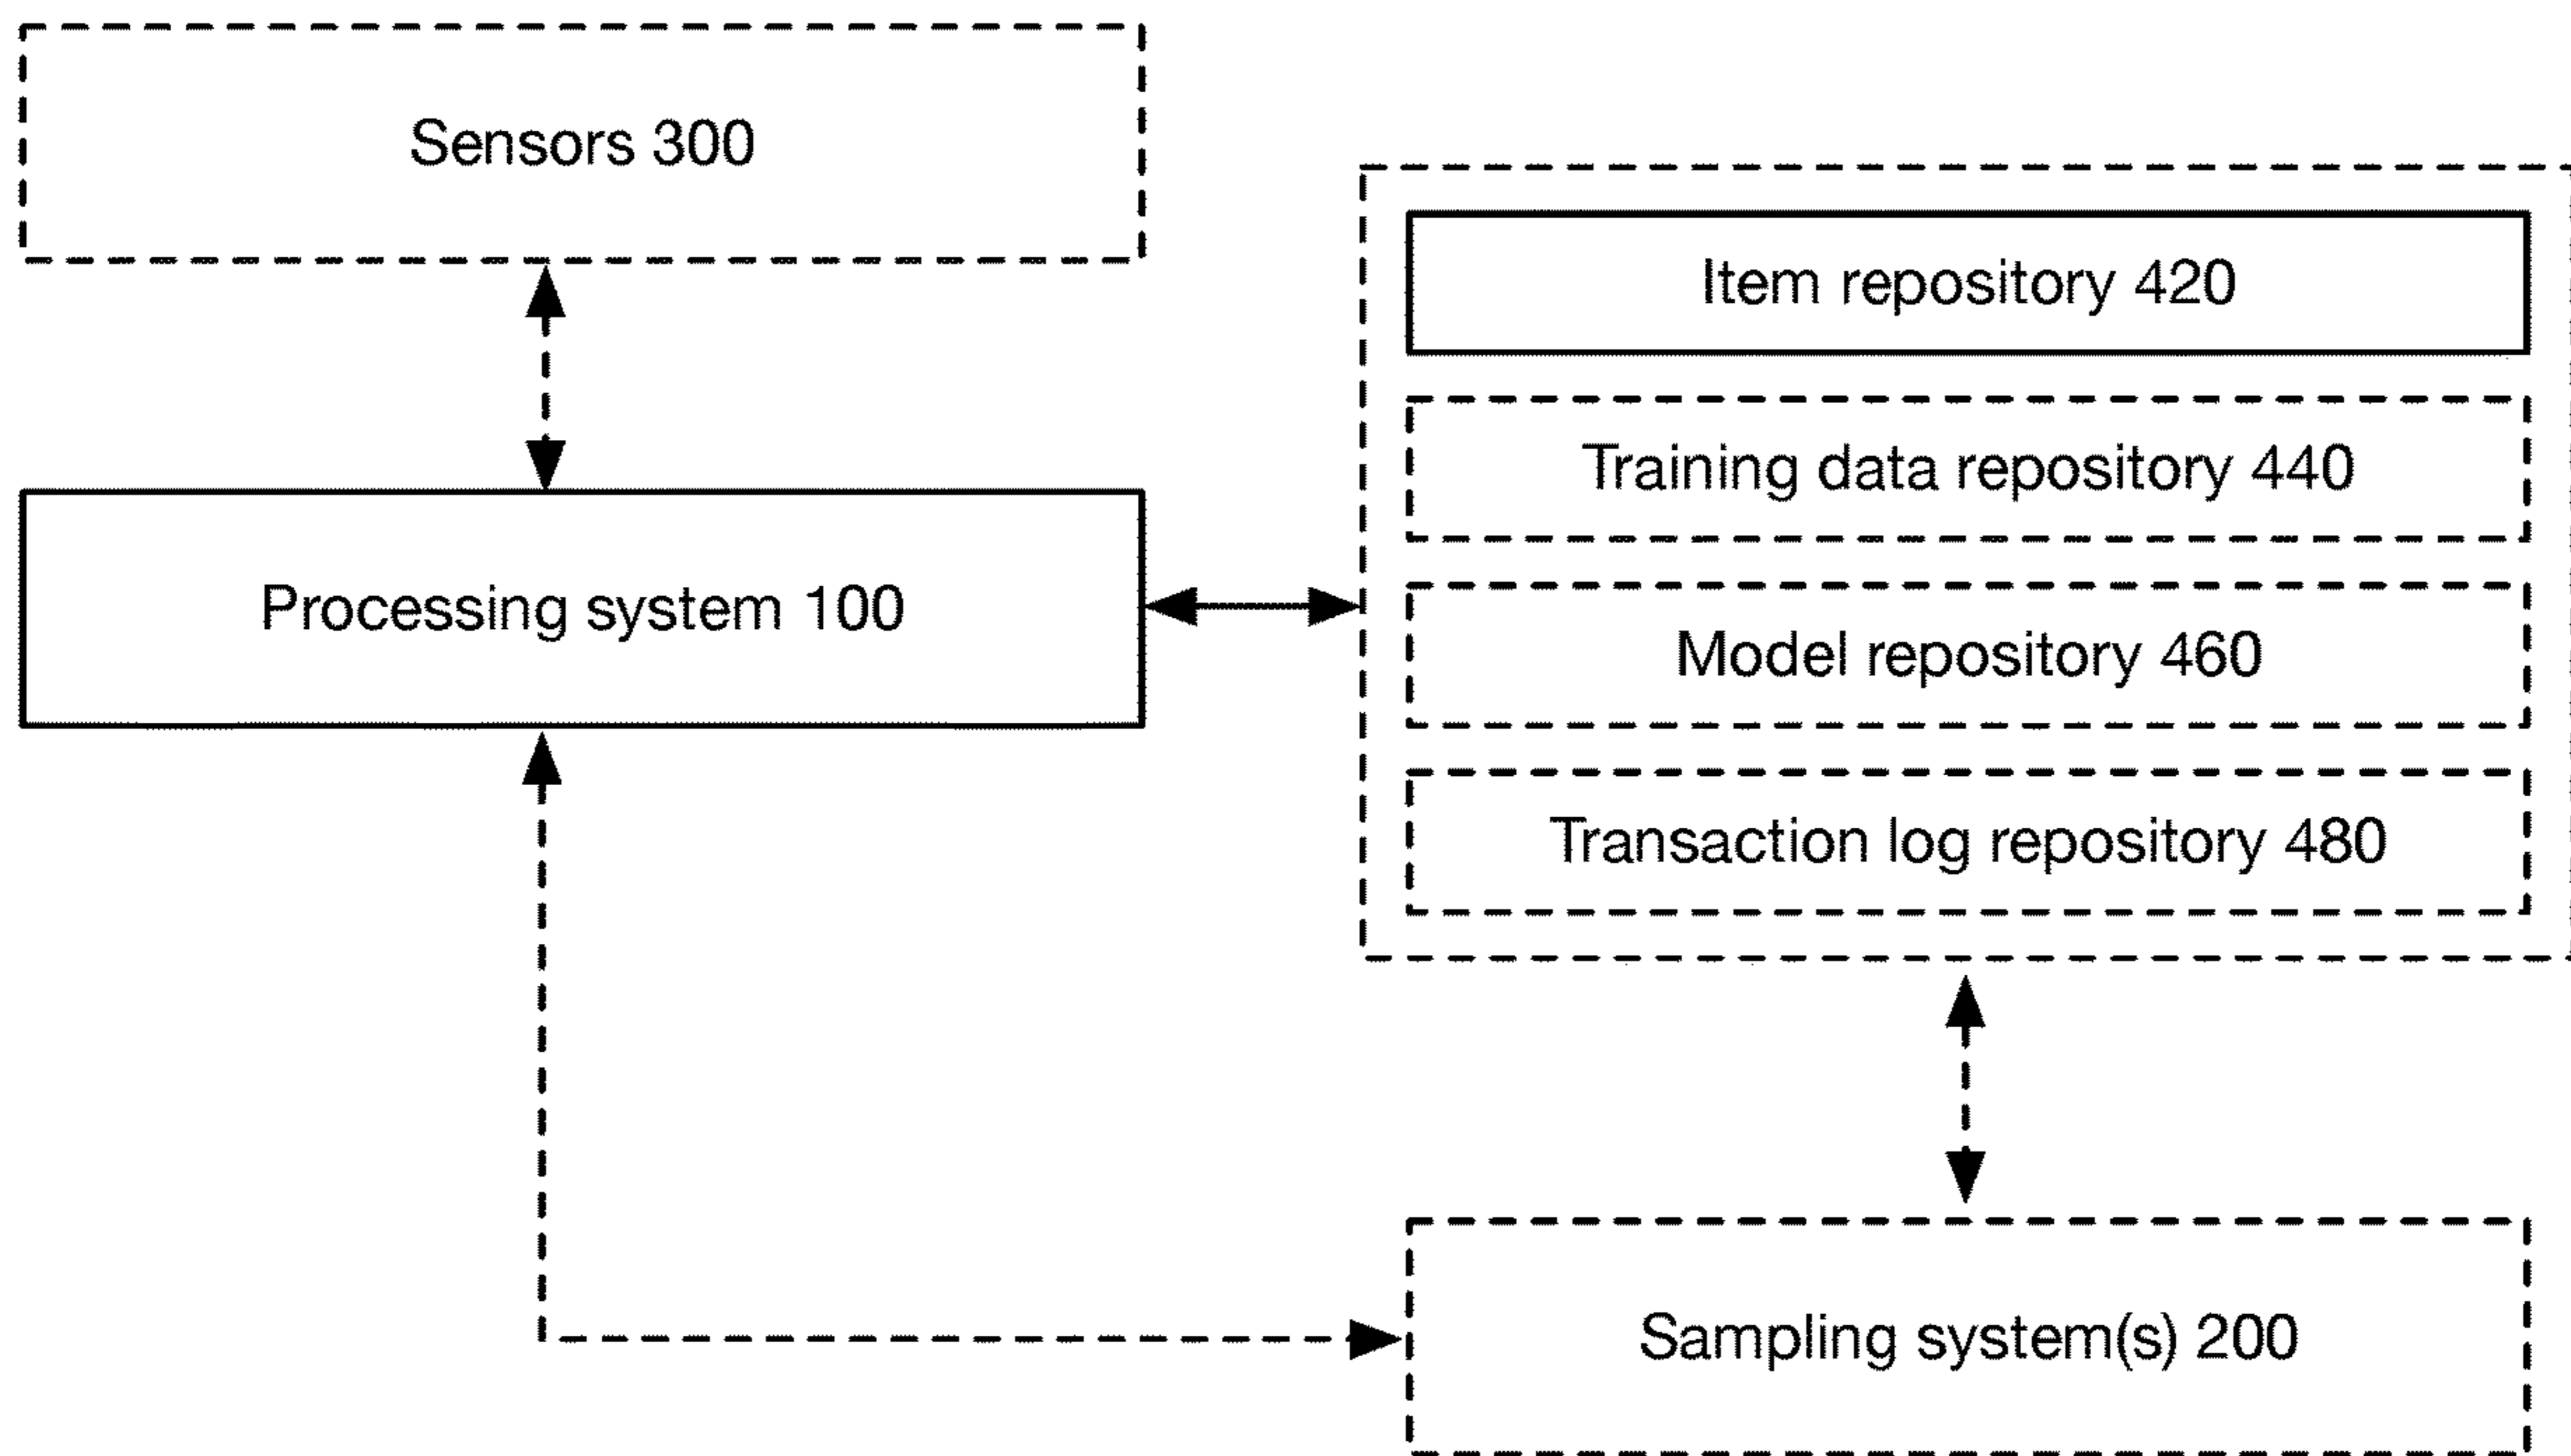 Sensors 300
Item repository 420
Training data repository 440
Processing system 100
Model repository 460
Transaction log repository 480
Sampling system(s) 200